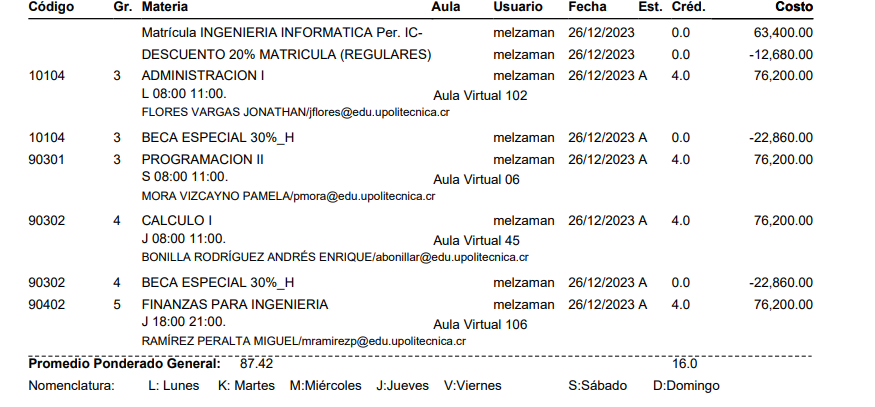 Código Gr. Materia Aula Usuario Fecha Est. Créd. Costo
Matrícula INGENIERIA INFORMATICA Per. IC- melzaman 26/12/2023 0.0 63,400.00
DESCUENTO 20% MATRICULA (REGULARES) melzaman 26/12/2023 0.0 -12,680.00
10104 3 ADMINISTRACION I melzaman 26/12/2023 A 4.0 76,200.00
L 08:00 11:00. Aula Virtual 102
FLORES VARGAS JONATHAN/jflores@edu.upolitecnica.cr
10104 3 BECA ESPECIAL 30%_H melzaman 26/12/2023 A 0.0 -22,860.00
90301 3 PROGRAMACION II melzaman 26/12/2023 A 4.0 76,200.00
S 08:00 11:00. Aula Virtual 06
MORA VIZCAYNO PAMELA/pmora@edu.upolitecnica.cr
90302 4 CALCULO I melzaman 26/12/2023 A 4.0 76,200.00
J 08:00 11:00. Aula Virtual 45
BONILLA RODRÍGUEZ ANDRÉS ENRIQUE/abonillar@edu.upolitecnica.cr
90302 4 BECA ESPECIAL 30%_H melzaman 26/12/2023 A 0.0 -22,860.00
90402 5 FINANZAS PARA INGENIERIA melzaman 26/12/2023 A 4.0 76,200.00
J 18:00 21:00. Aula Virtual 106
RAMÍREZ PERALTA MIGUEL/mramirezp@edu.upolitecnica.cr
Promedio Ponderado General: 87.42 16.0
Nomenclatura: L: Lunes K: Martes M:Miércoles J:Jueves V:Viernes S:Sábado D:Domingo